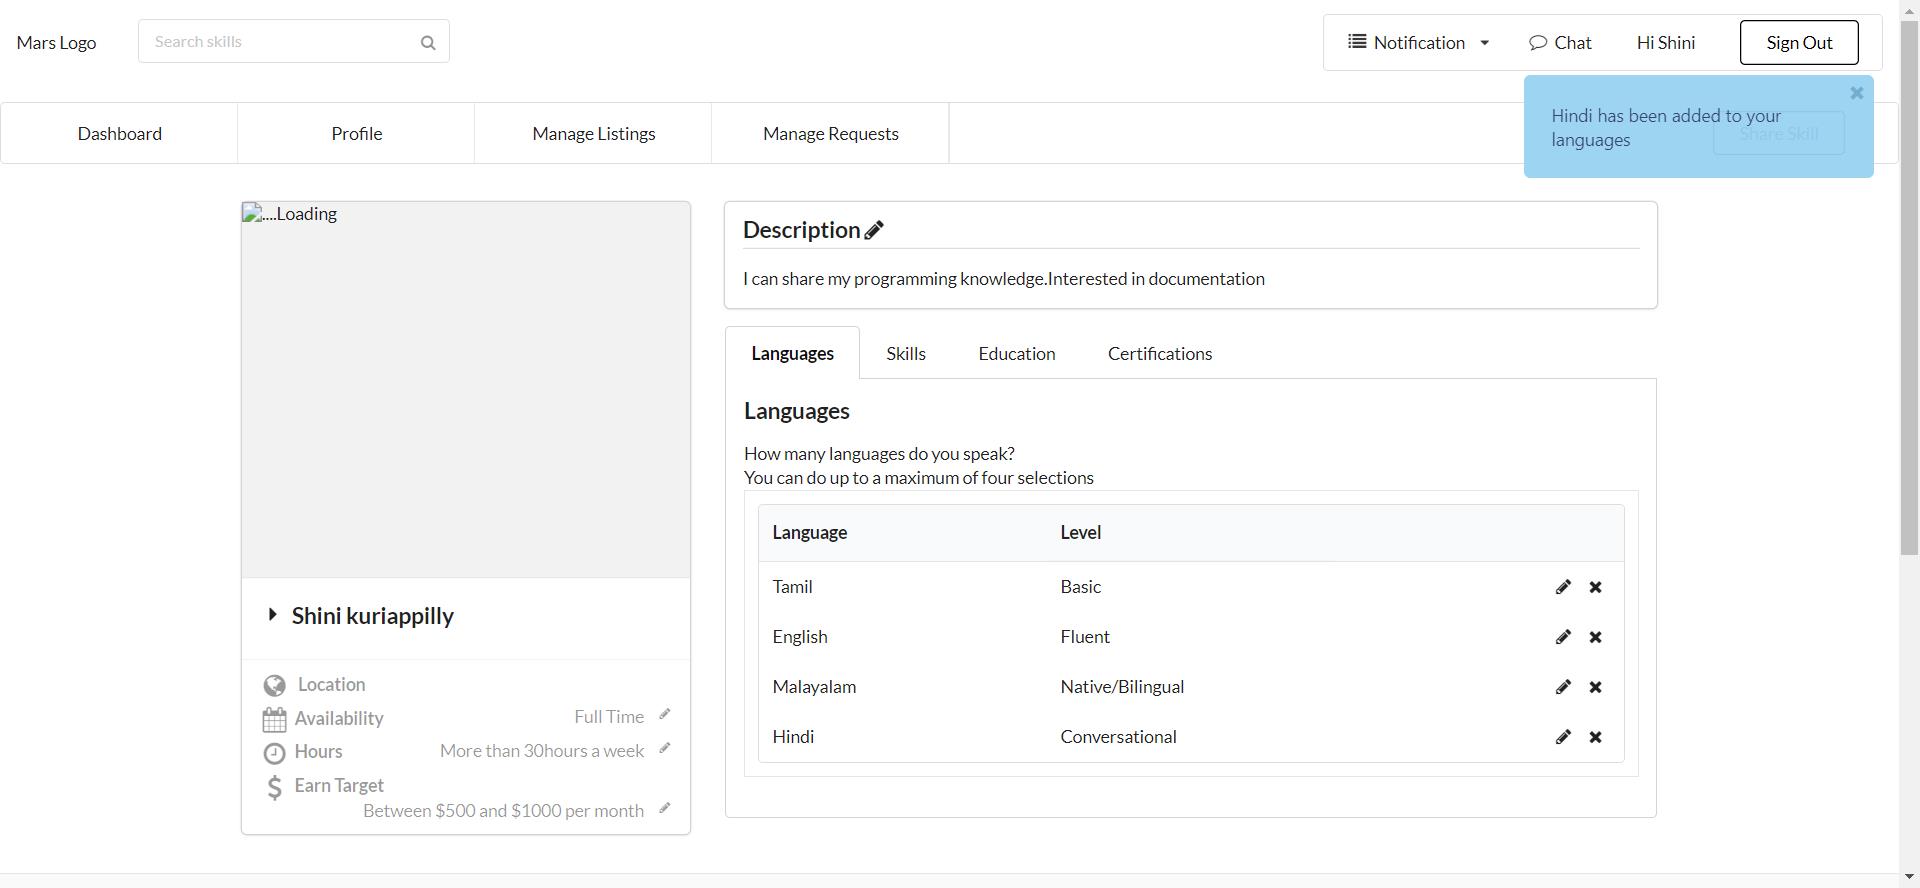 Mars Logo
Search skills
Notification
Chat
Hi Shini
Sign Out
Dashboard
Profile
Manage Listings
Manage Requests
Share Skill
Hindi has been added to your
languages
....Loading
Shini kuriappilly
Location
Availability
Full Time
Hours
More than 30hours a week
Earn Target
Between $500 and $1000 per month
Description
I can share my programming knowledge.Interested in documentation
Languages
Skills
Education
Certifications
Languages
How many languages do you speak?
You can do up to a maximum of four selections
Language Level
Tamil Basic
English Fluent
Malayalam Native/Bilingual
Hindi Conversational